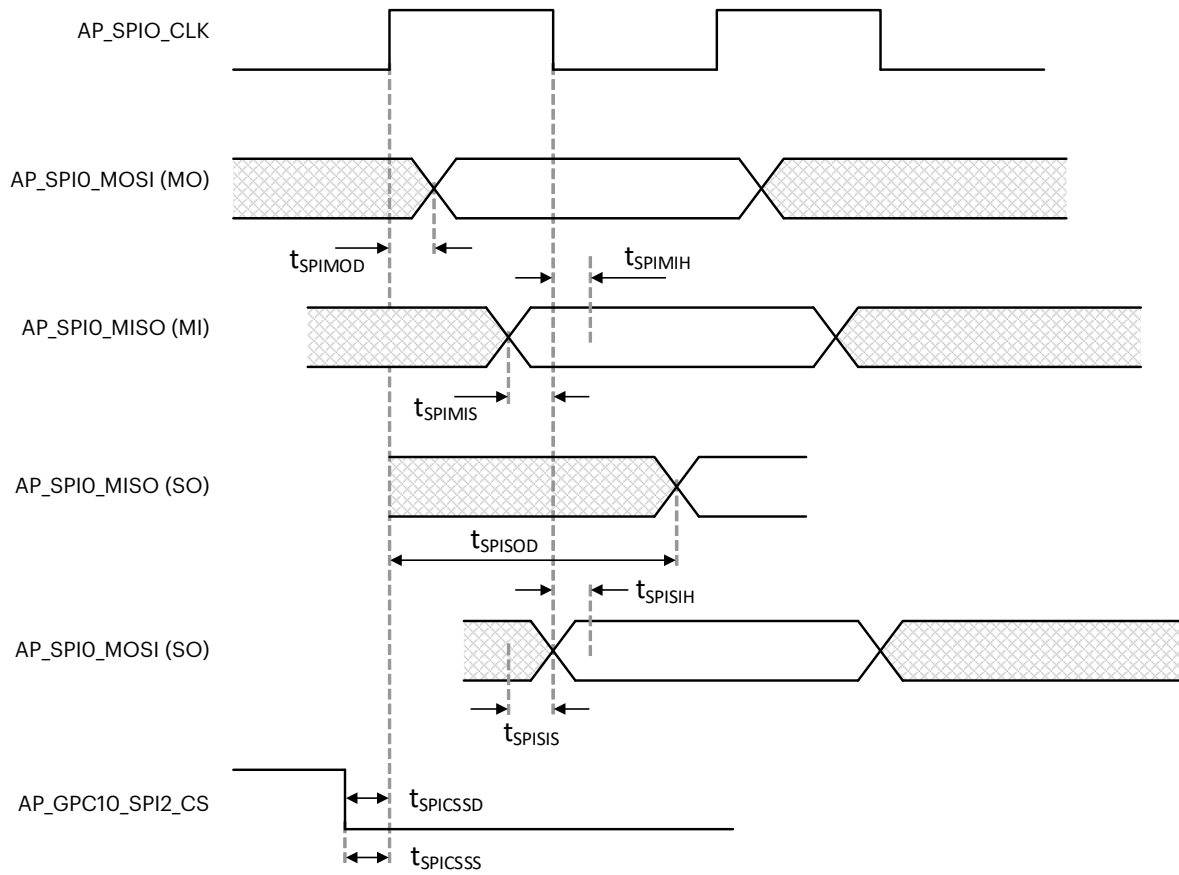 AP_SPIO_CLK
AP_SPI0_MOSI (MO)
tSPIMOD
tSPIMIH
AP_SPI0_MISO (MI)
tSPIMIS
AP_SPI0_MISO (SO)
tSPISOD
tSPISIH
AP_SPI0_MOSI (SO)
tSPISIS
AP_GPC10_SPI2_CS
tSPICSSD
tSPICSSS